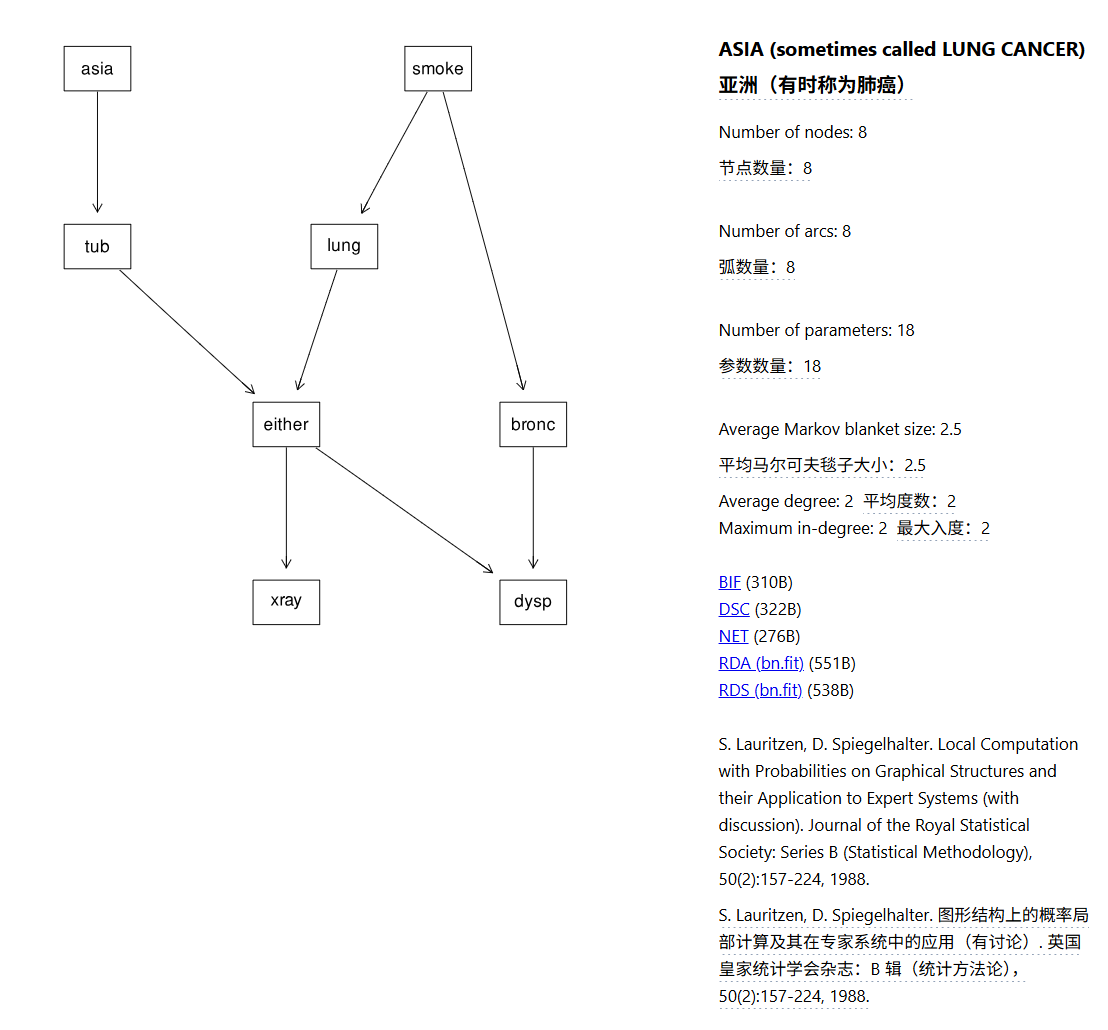 asia
smoke
tub
lung
either
bronc
xray
dysp
ASIA (sometimes called LUNG CANCER)
亚洲（有时称为肺癌）
Number of nodes: 8
节点数量：8
Number of arcs: 8
弧数量：8
Number of parameters: 18
参数数量：18
Average Markov blanket size: 2.5
平均马尔可夫毯子大小：2.5
Average degree: 2 平均度数：2
Maximum in-degree: 2 最大入度：2
BIF (310B)
DSC (322B)
NET (276B)
RDA (bn.fit) (551B)
RDS (bn.fit) (538B)
S. Lauritzen, D. Spiegelhalter. Local Computation
with Probabilities on Graphical Structures and
their Application to Expert Systems (with
discussion). Journal of the Royal Statistical
Society: Series B (Statistical Methodology),
50(2):157-224, 1988.
S. Lauritzen, D. Spiegelhalter. 图形结构上的概率局
部计算及其在专家系统中的应用（有讨论）. 英国
皇家统计学会杂志：B 辑（统计方法论），
50(2):157-224, 1988.